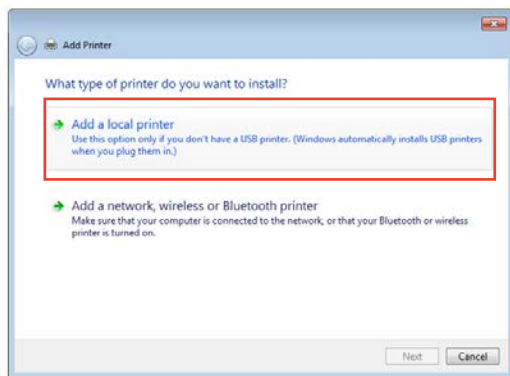 Add Printer
What type of printer do you want to install?
Add a local printer
Use this option only if you don't have a USB printer. (Windows automatically installs USB printers
when you plug them in.)
Add a network, wireless or Bluetooth printer
Make sure that your computer is connected to the network, or that your Bluetooth or wireless
printer is turned on.
Next Cancel